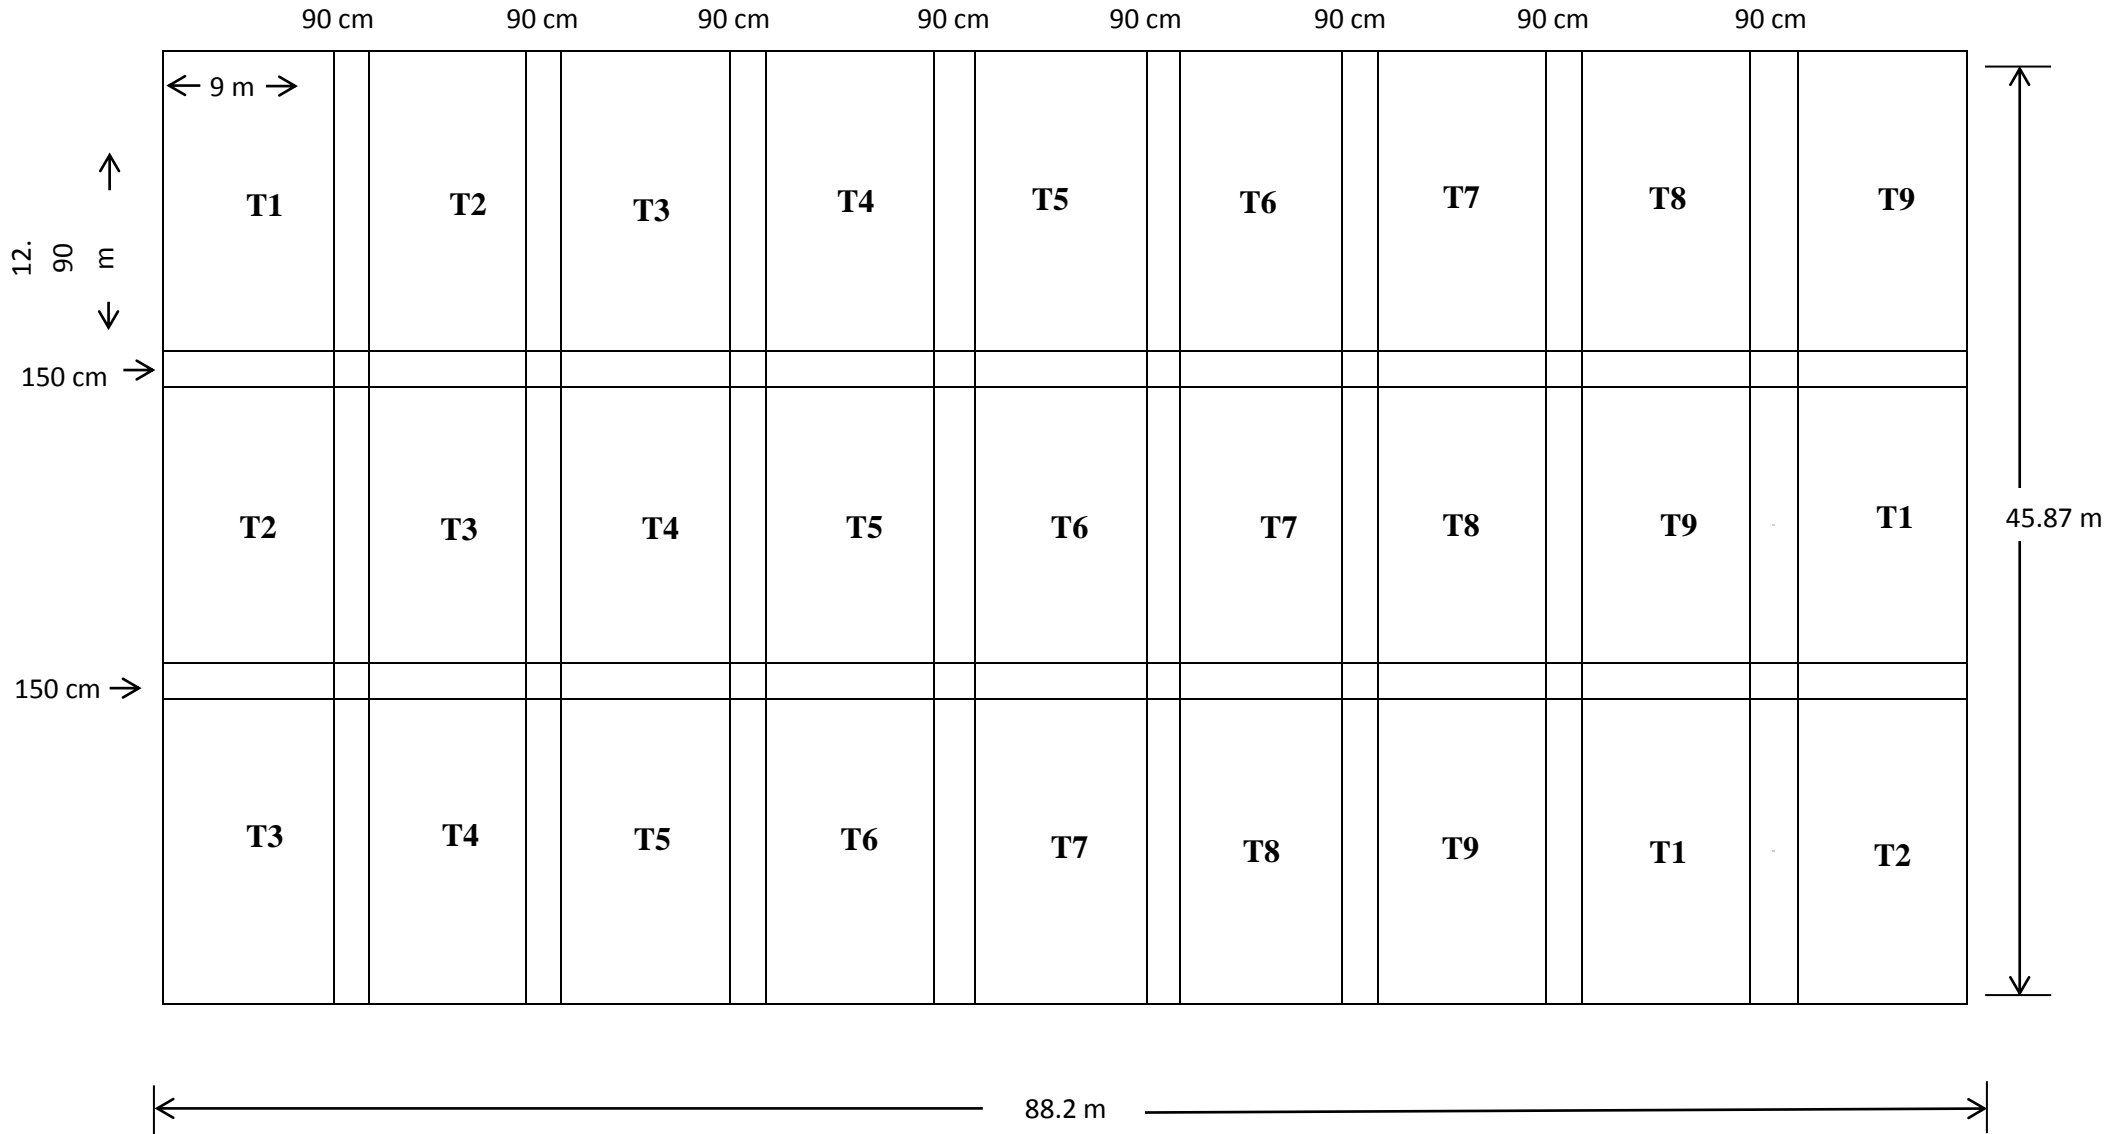 90 cm 90 cm 90 cm 90 cm 90 cm 90 cm 90 cm 90 cm
9 m
T1 T2 T3 T4 T5 T6 T7 T8 T9
12.
90
m
150 cm
T2 T3 T4 T5 T6 T7 T8 T9 T1
45.87 m
150 cm
T3 T4 T5 T6 T7 T8 T9 T1 T2
88.2 m